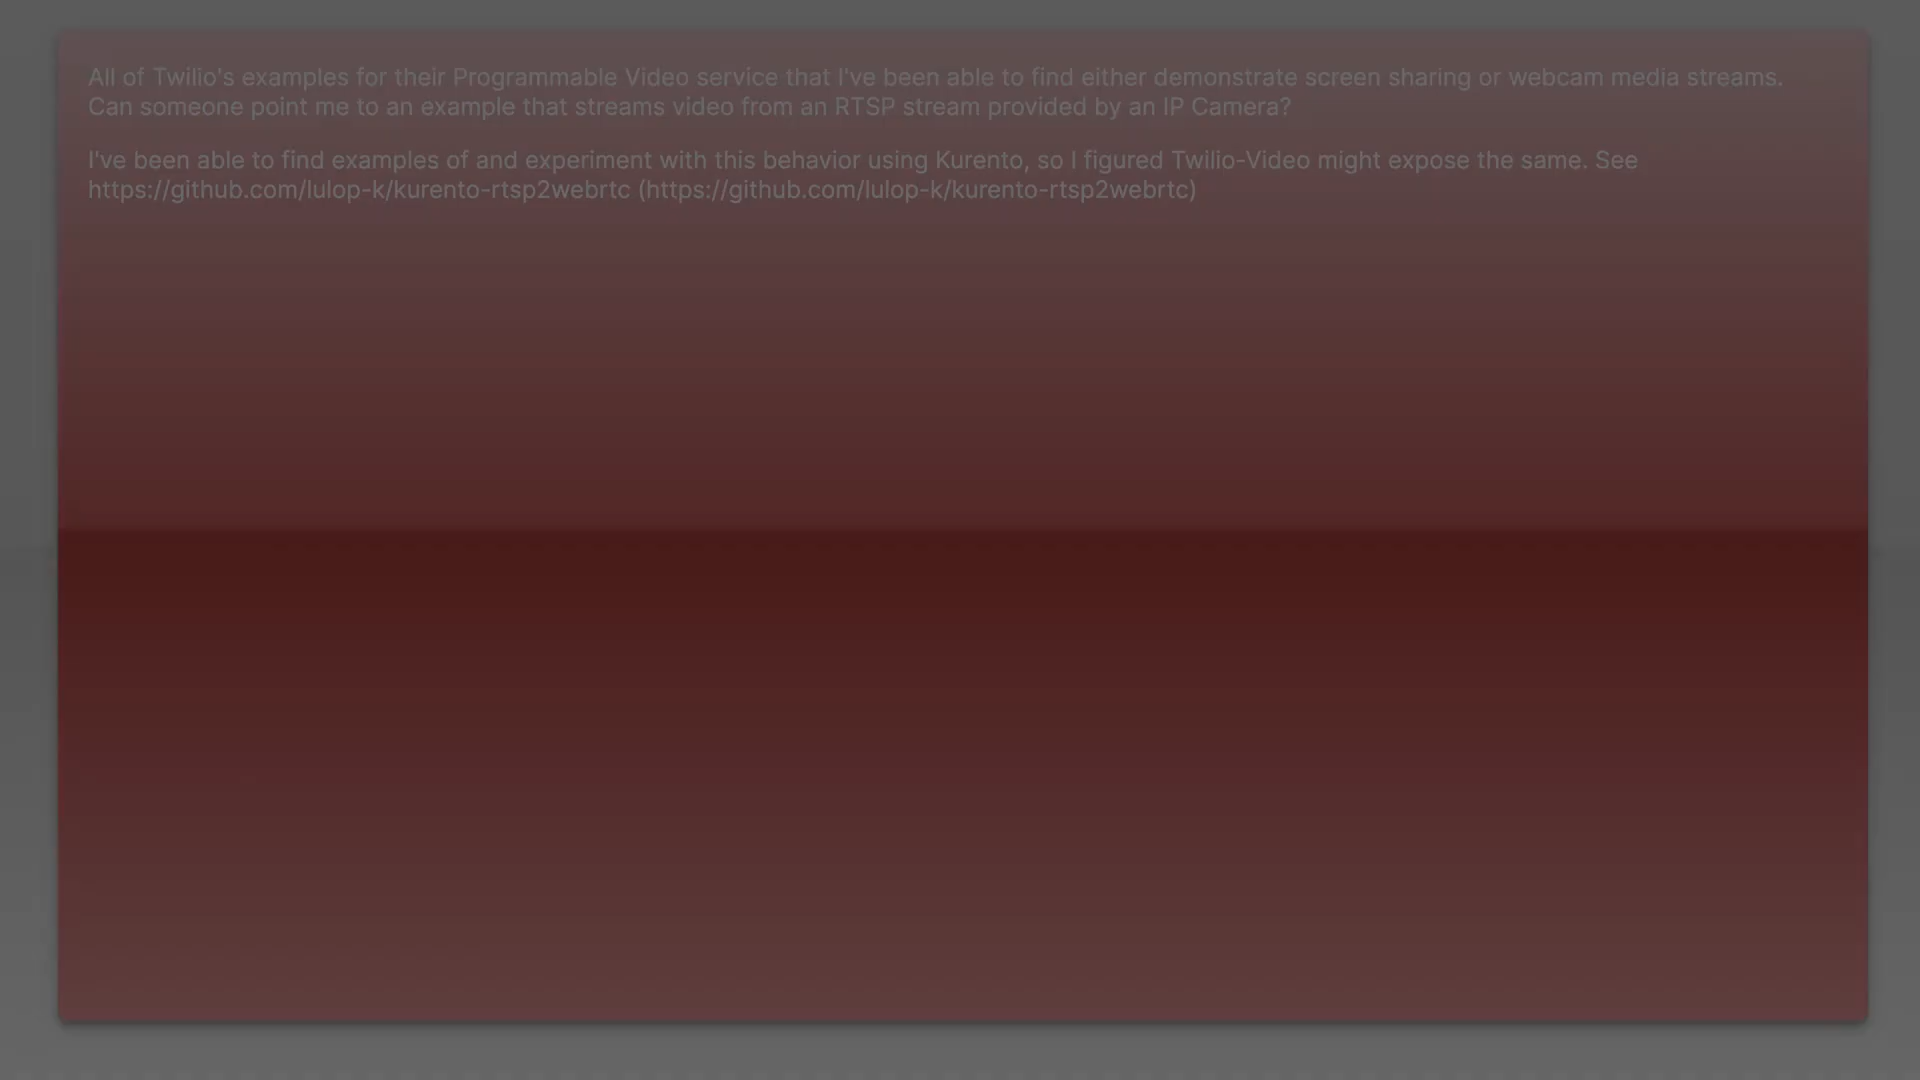 All of Twilio's examples for their Programmable Video service that I've been able to find either demonstrate screen sharing or webcam media streams.
Can someone point me to an example that streams video from an RTSP stream provided by an IP Camera?
I've been able to find examples of and experiment with this behavior using Kurento, so I figured Twilio-Video might expose the same. See
https://github.com/lulop-k/kurento-rtsp2webrtc (https://github.com/lulop-k/kurento-rtsp2webrtc)